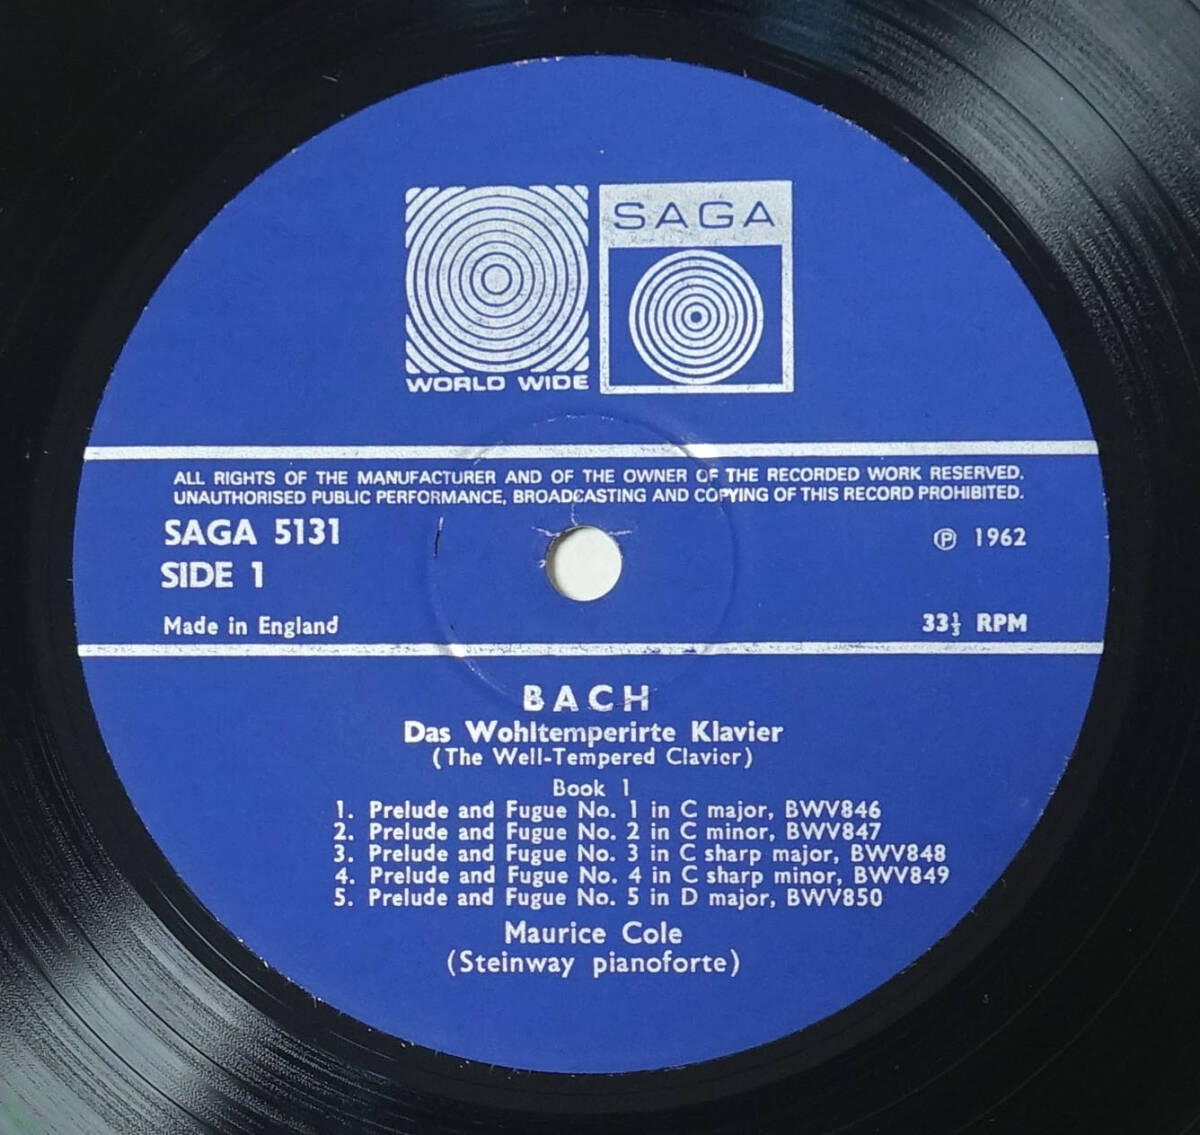 WORLD WIDE
SAGA
ALL RIGHTS OF THE MANUFACTURER AND OF THE OWNER OF THE RECORDED WORK RESERVED.
UNAUTHORISED PUBLIC PERFORMANCE, BROADCASTING AND COPYING OF THIS RECORD PROHIBITED.
SAGA 5131
℗ 1962
SIDE 1
Made in England
33⅓ RPM
BACH
Das Wohltemperirte Klavier
(The Well-Tempered Clavier)
Book 1
1. Prelude and Fugue No. 1 in C major, BWV846
2. Prelude and Fugue No. 2 in C minor, BWV847
3. Prelude and Fugue No. 3 in C sharp major, BWV848
4. Prelude and Fugue No. 4 in C sharp minor, BWV849
5. Prelude and Fugue No. 5 in D major, BWV850
Maurice Cole
(Steinway pianoforte)